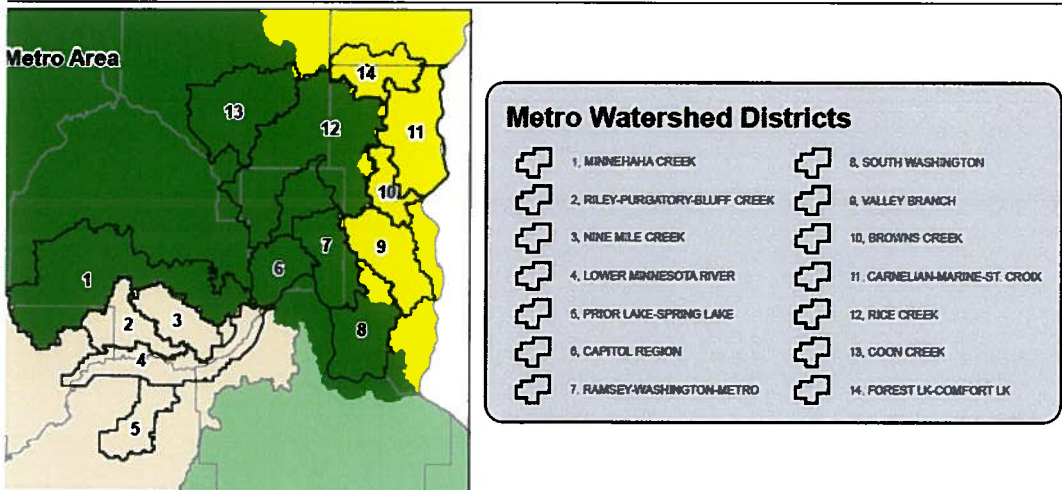 Metro Area
14
13
12
11
10
9
7
6
1
2
3
8
4
5
Metro Watershed Districts
1, MINNEHAHA CREEK
2, RILEY-PURGATORY-BLUFF CREEK
3, NINE MILE CREEK
4, LOWER MINNESOTA RIVER
5, PRIOR LAKE-SPRING LAKE
6, CAPITOL REGION
7, RAMSEY-WASHINGTON-METRO
8, SOUTH WASHINGTON
9, VALLEY BRANCH
10, BROWNS CREEK
11, CARNELIAN-MARINE-ST. CROIX
12, RICE CREEK
13, COON CREEK
14, FOREST LK-COMFORT LK